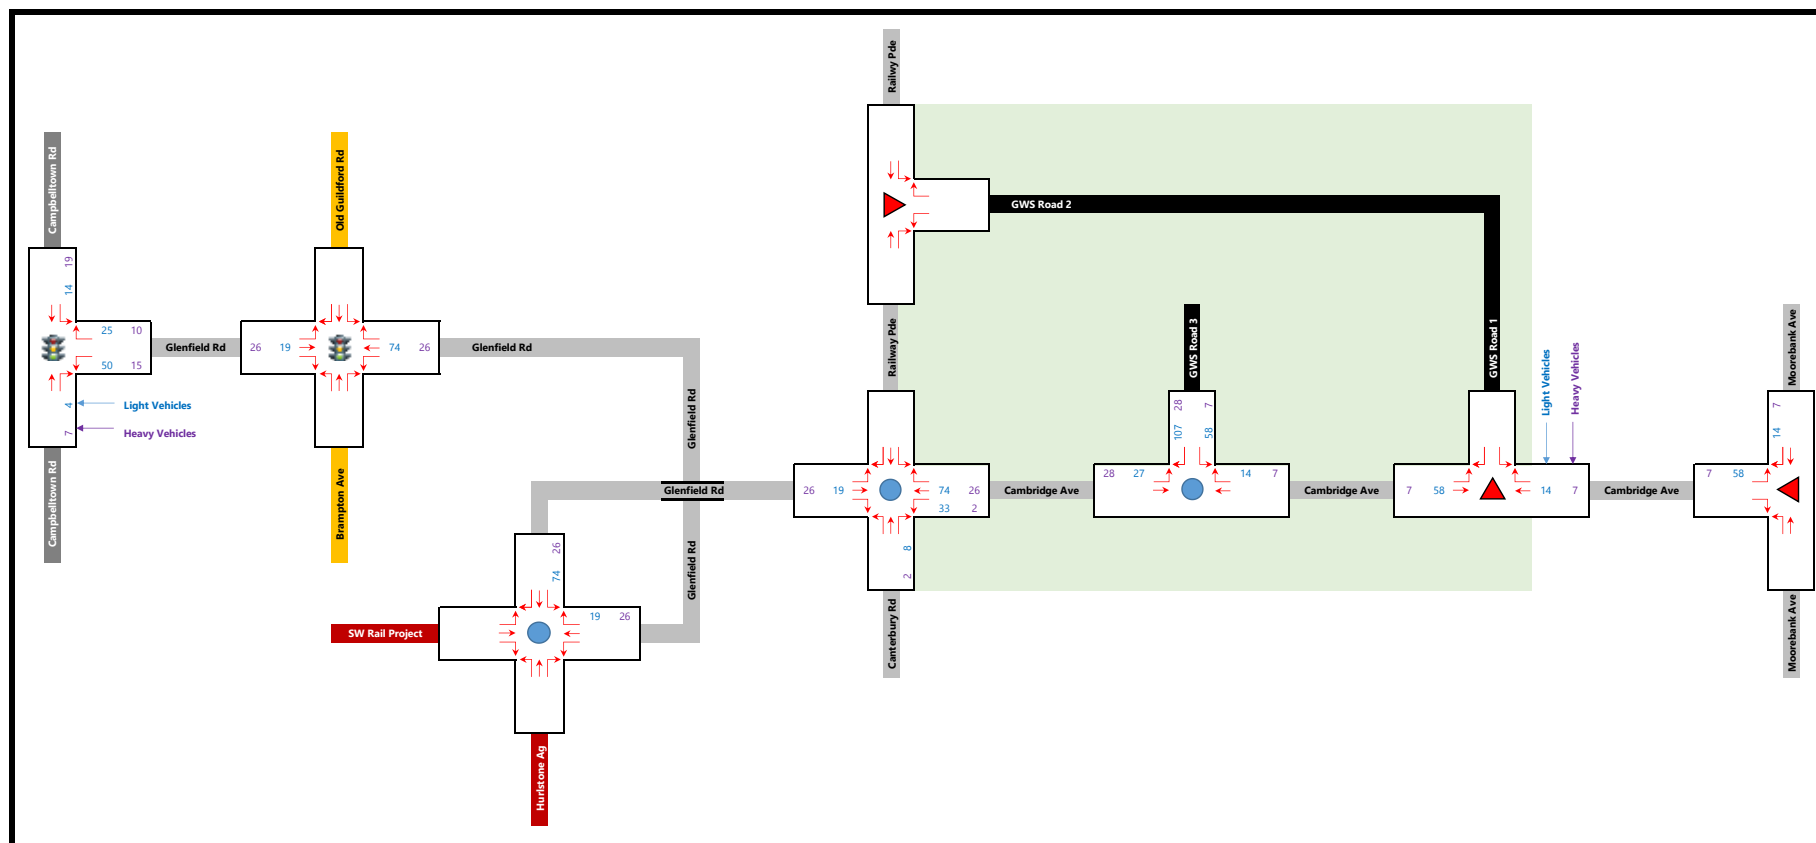 Railwy Pde
Campbelltown Rd
Old Guildford Rd
GWS Road 2
19
14
25 10
50 15
Glenfield Rd
26 19
74 26
Glenfield Rd
4
Light Vehicles
7
Heavy Vehicles
Campbelltown Rd
Brampton Ave
Glenfield Rd
Railway Pde
GWS Road 3
GWS Road 1
Light Vehicles
Heavy Vehicles
Moorebank Ave
28 7
107 58
7
14
Glenfield Rd
26 19
74 26
33 2
Cambridge Ave
28 27
14 7
Cambridge Ave
7 58
14 7
Cambridge Ave
7 58
8
2
26
74
Glenfield Rd
19 26
SW Rail Project
Canterbury Rd
Moorebank Ave
Hurlstone Ag